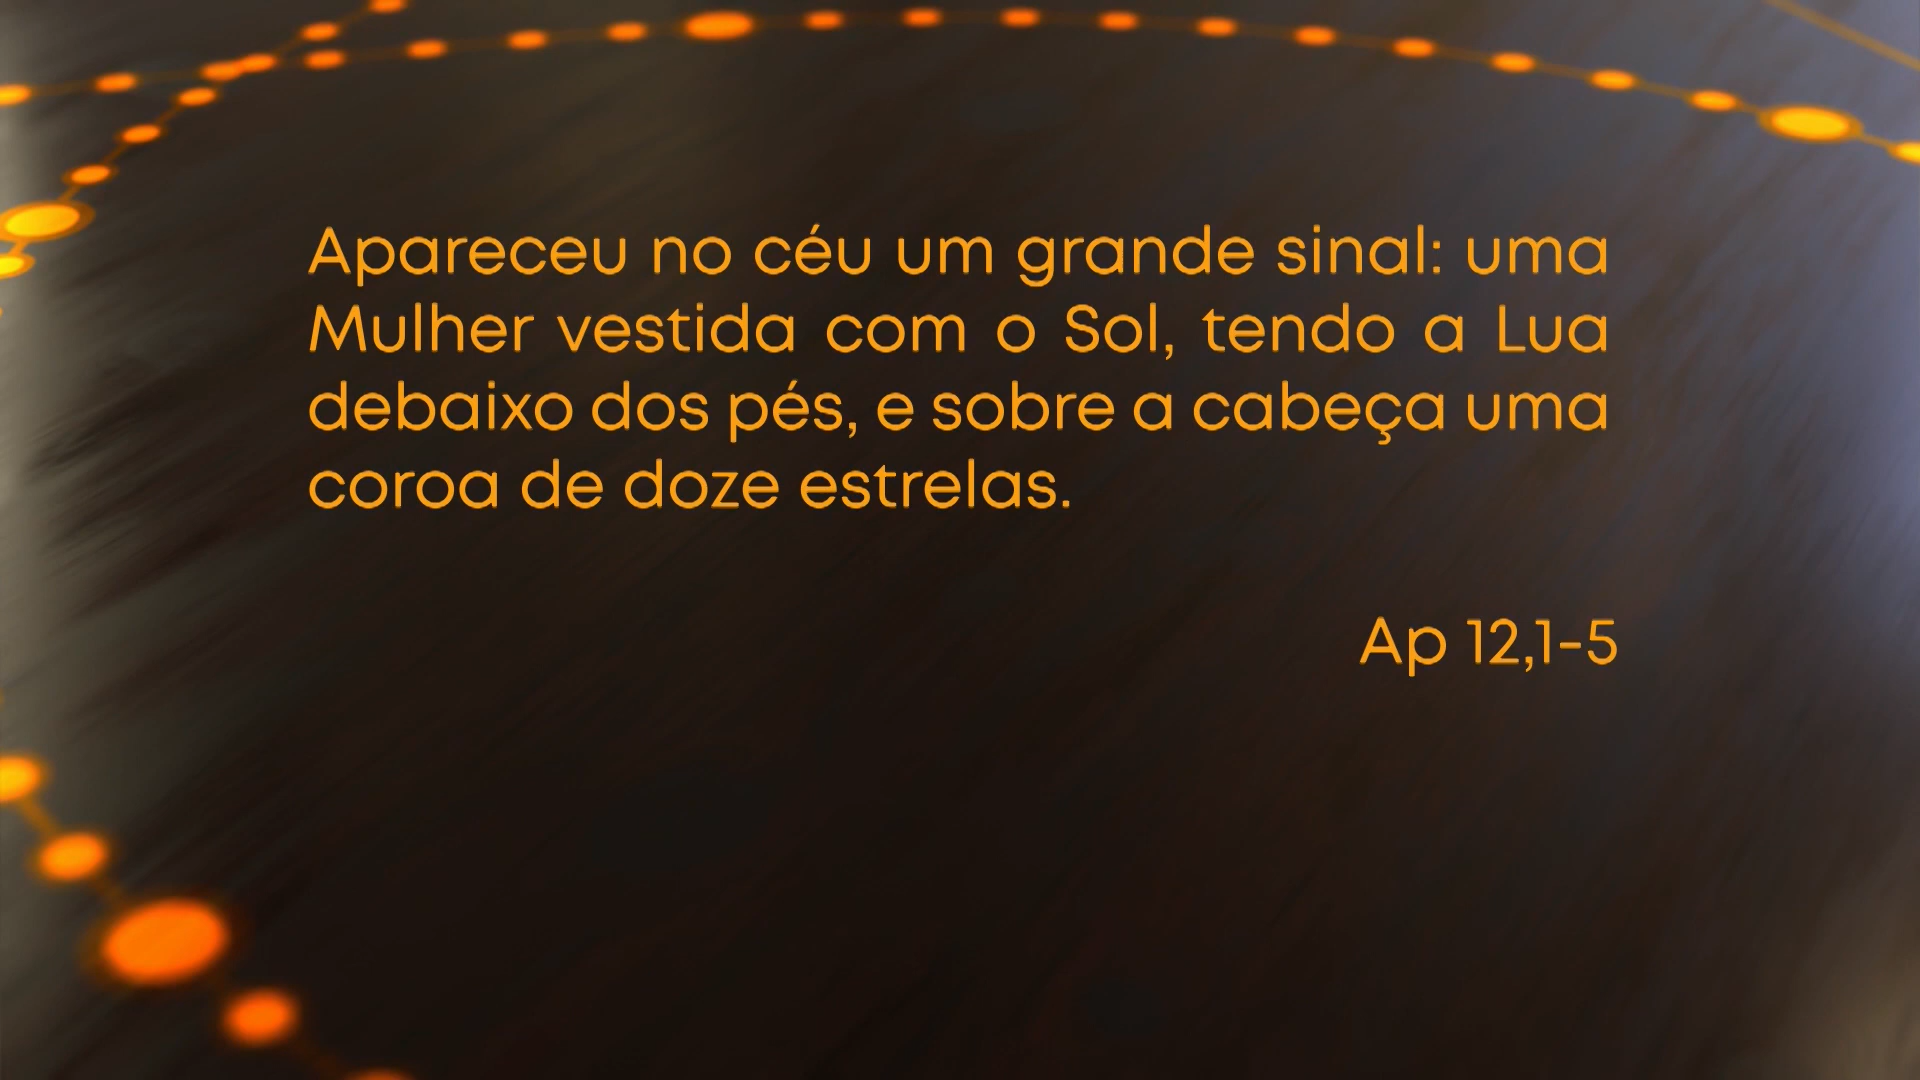 Apareceu no céu um grande sinal: uma
Mulher vestida com o Sol, tendo a Lua
debaixo dos pés, e sobre a cabeça uma
coroa de doze estrelas.
Ap 12,1-5